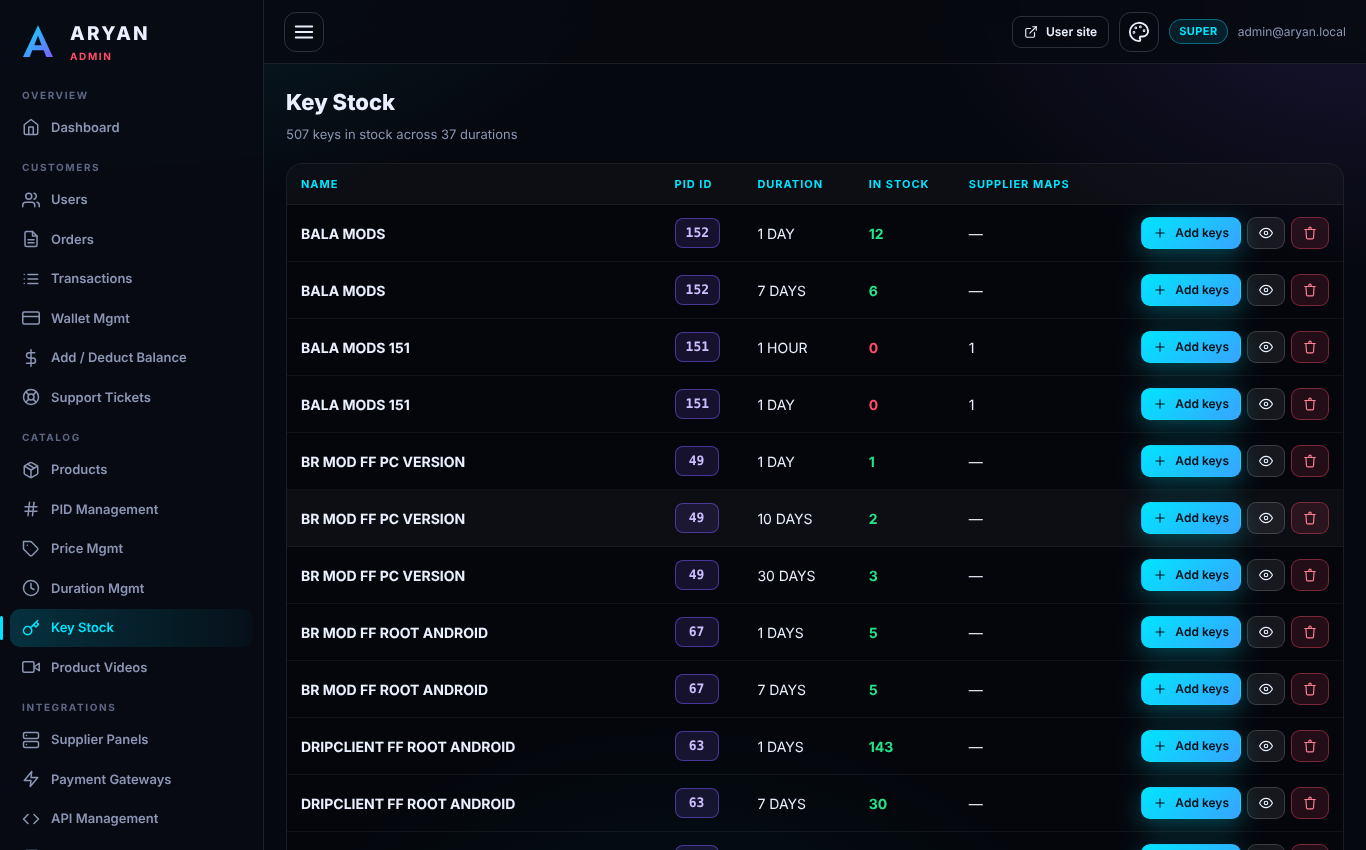 ARYAN
ADMIN
OVERVIEW
Dashboard
CUSTOMERS
Users
Orders
Transactions
Wallet Mgmt
Add / Deduct Balance
Support Tickets
CATALOG
Products
PID Management
Price Mgmt
Duration Mgmt
Key Stock
Product Videos
INTEGRATIONS
Supplier Panels
Payment Gateways
API Management
User site SUPER admin@aryan.local
Key Stock
507 keys in stock across 37 durations
NAME PID ID DURATION IN STOCK SUPPLIER MAPS
BALA MODS 152 1 DAY 12 — + Add keys
BALA MODS 152 7 DAYS 6 — + Add keys
BALA MODS 151 151 1 HOUR 0 1 + Add keys
BALA MODS 151 151 1 DAY 0 1 + Add keys
BR MOD FF PC VERSION 49 1 DAY 1 — + Add keys
BR MOD FF PC VERSION 49 10 DAYS 2 — + Add keys
BR MOD FF PC VERSION 49 30 DAYS 3 — + Add keys
BR MOD FF ROOT ANDROID 67 1 DAYS 5 — + Add keys
BR MOD FF ROOT ANDROID 67 7 DAYS 5 — + Add keys
DRIPCLIENT FF ROOT ANDROID 63 1 DAYS 143 — + Add keys
DRIPCLIENT FF ROOT ANDROID 63 7 DAYS 30 — + Add keys